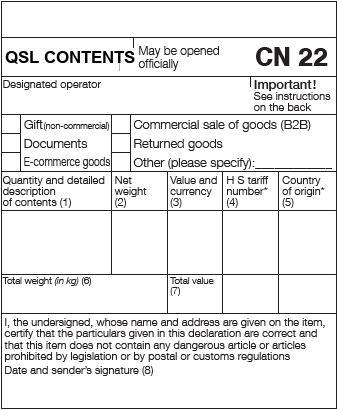 QSL CONTENTS May be opened officially CN 22
Designated operator
Important!
See instructions
on the back
Gift(non-commercial) Commercial sale of goods (B2B)
Documents Returned goods
E-commerce goods Other (please specify):____________
Quantity and detailed description of contents (1)
Net weight (2)
Value and currency (3)
H S tariff number* (4)
Country of origin* (5)
Total weight (in kg) (6)
Total value (7)
I, the undersigned, whose name and address are given on the item,
certify that the particulars given in this declaration are correct and
that this item does not contain any dangerous article or articles
prohibited by legislation or by postal or customs regulations
Date and sender's signature (8)